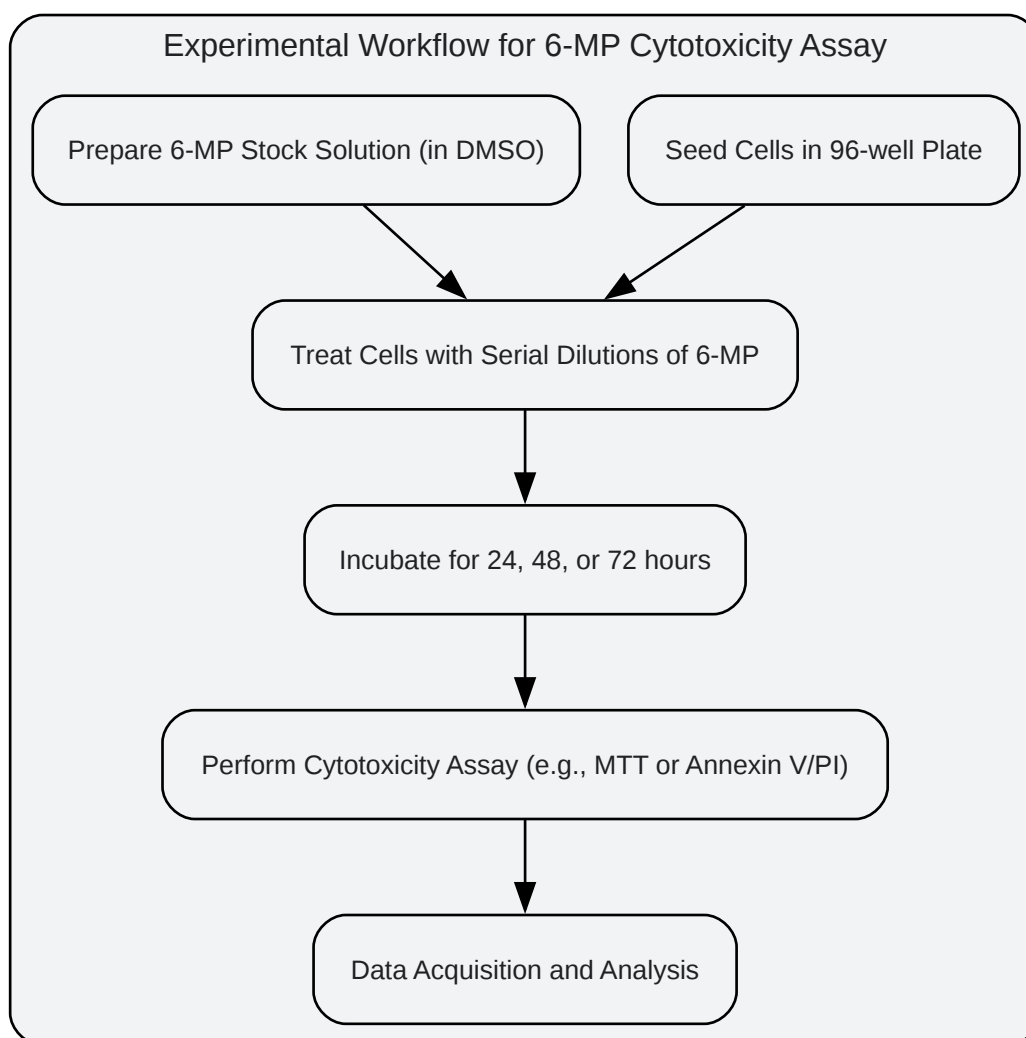 Experimental Workflow for 6-MP Cytotoxicity Assay
Prepare 6-MP Stock Solution (in DMSO)
Seed Cells in 96-well Plate
Treat Cells with Serial Dilutions of 6-MP
Incubate for 24, 48, or 72 hours
Perform Cytotoxicity Assay (e.g., MTT or Annexin V/PI)
Data Acquisition and Analysis